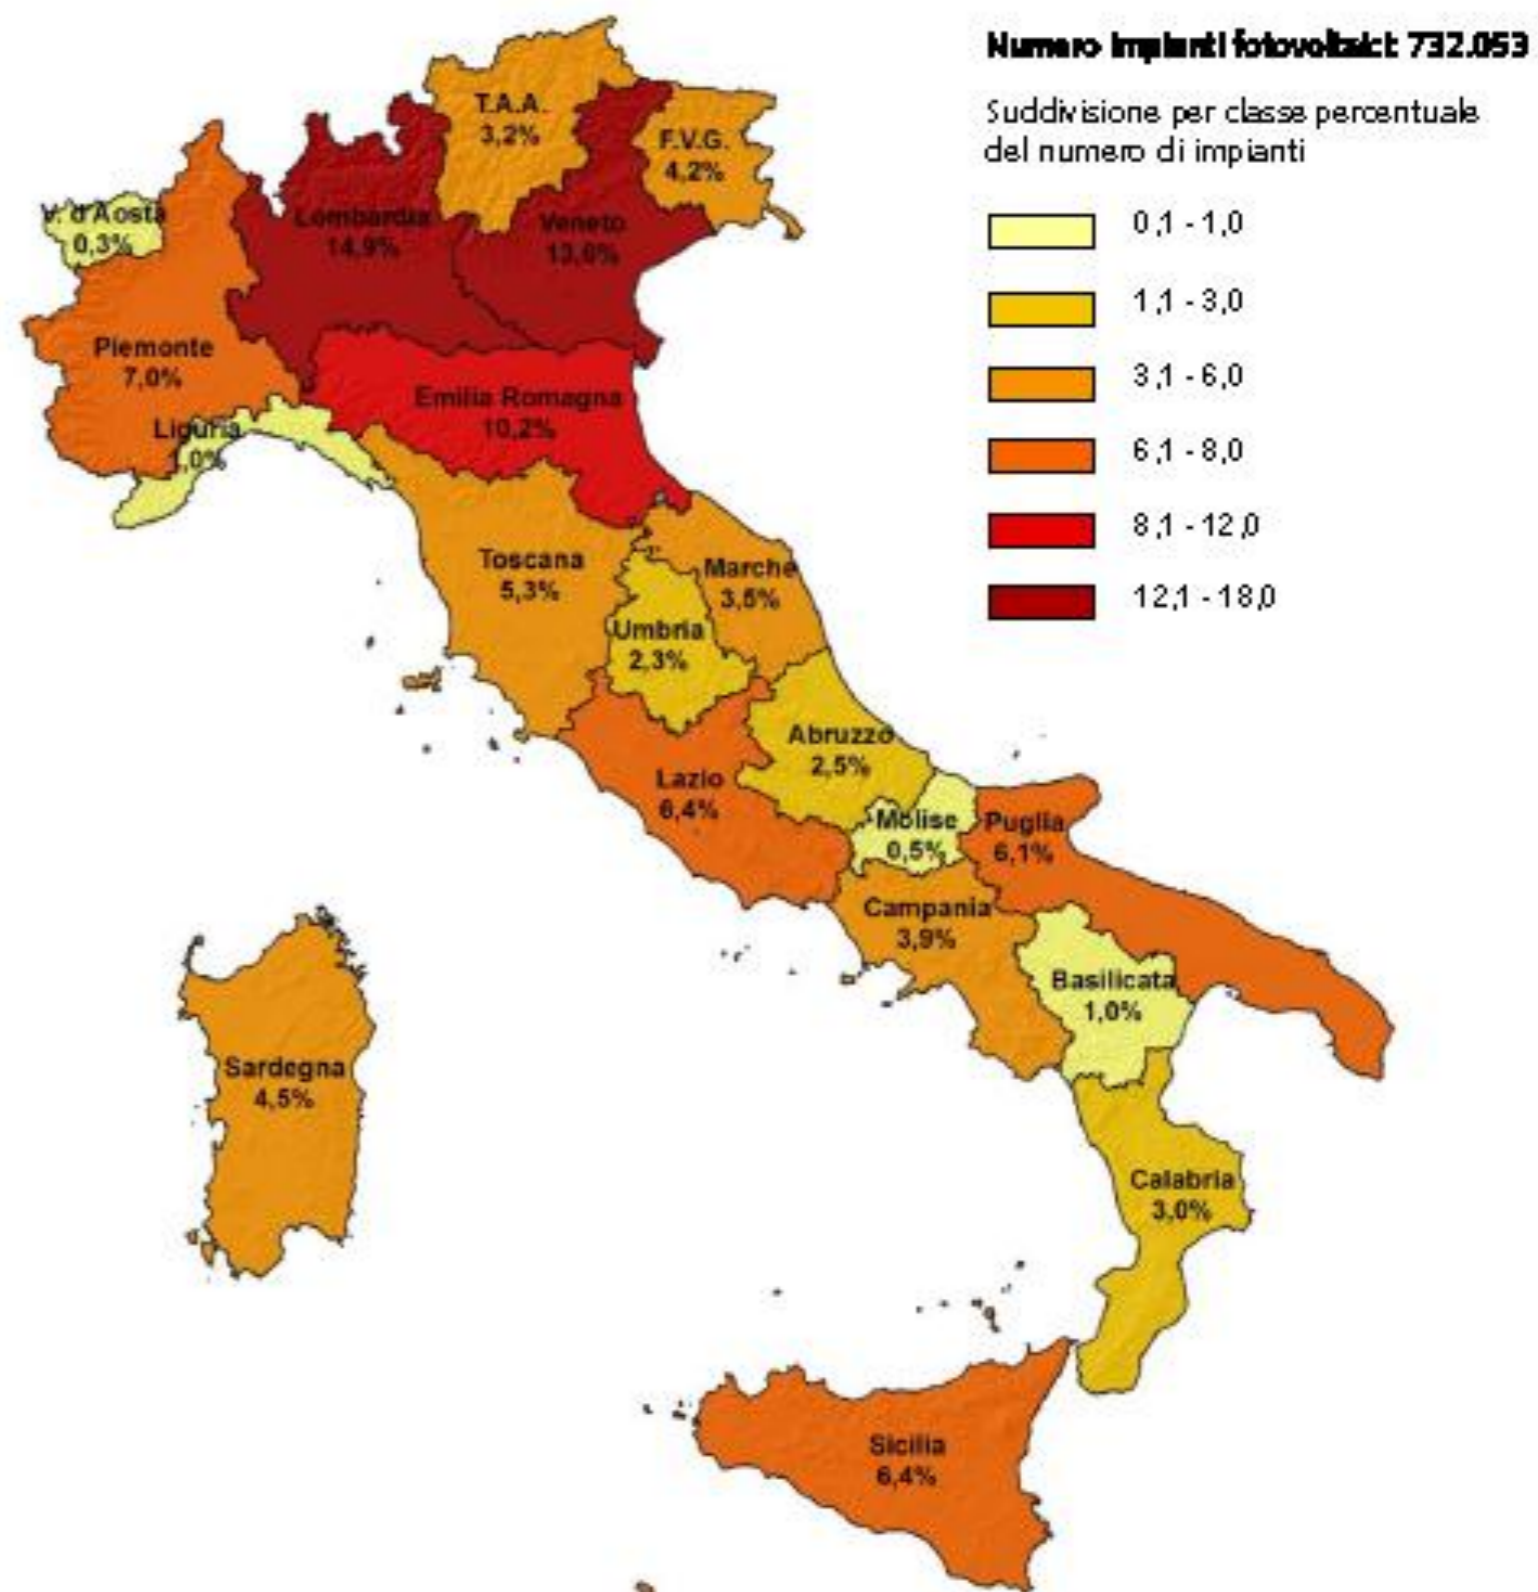 Numero impianti fotovoltaici: 732.053
Suddivisione per classe percentuale
del numero di impianti
0,1 - 1,0
1,1 - 3,0
3,1 - 6,0
6,1 - 8,0
8,1 - 12,0
12,1 - 18,0
T.A.A.
3,2%
F.V.G.
4,2%
V. d'Aosta
0,3%
Lombardia
14,9%
Veneto
Piemonte
7,0%
Emilia Romagna
10,2%
Liguria
1,0%
Toscana
5,3%
Marche
3,5%
Umbria
2,3%
Abruzzo
2,5%
Lazio
6,4%
Molise
0,5%
Puglia
6,1%
Campania
3,9%
Basilicata
1,0%
Sardegna
4,5%
Calabria
3,0%
Sicilia
6,4%